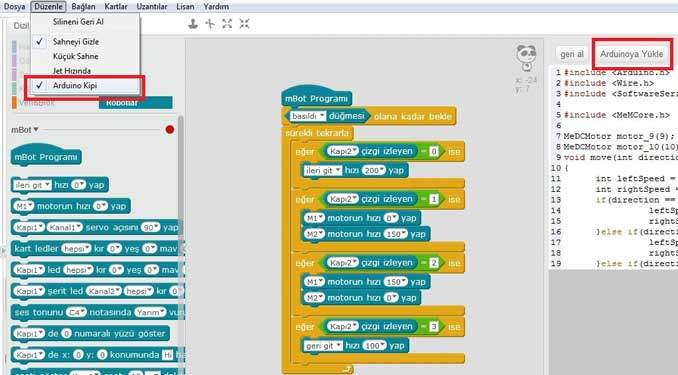 Dosya Düzenle Bağlan Kartlar Uzantılar Lisan Yardım
Silineni Geri Al
Sahneyi Gizle
Küçük Sahne
Jet Hızında
Arduino Kipi
Dizil
Veri&Blok Robotlar
mBot
mBot Programı
ileri git hızı 0 yap
M1 motorun hızı 0 yap
Kapı1 Kanal1 servo açısını 90 yap
kart ledler hepsi kır 0 yeş 0 mav
Kapı1 led hepsi kır 0 yeş 0 mavi
Kapı1 şerit led Kanal2 hepsi kır 0
ses tonunu C4 notasında Yarım vur
Kapı1 de 0 numaralı yüzü göster
Kapı1 de x: 0 y: 0 konumunda Hi ha
mBot Programı
basıldı düğmesi olana kadar bekle
sürekli tekrarla
eğer Kapı2 çizgi izleyen = 0 ise
ileri git hızı 200 yap
eğer Kapı2 çizgi izleyen = 1 ise
M1 motorun hızı 0 yap
M2 motorun hızı 150 yap
eğer Kapı2 çizgi izleyen = 2 ise
M1 motorun hızı 150 yap
M2 motorun hızı 0 yap
eğer Kapı2 çizgi izleyen = 3 ise
geri git hızı 100 yap
x: -24
y: 7
geri al Arduinoya Yükle
1 #include <Arduino.h>
2 #include <Wire.h>
3 #include <SoftwareSer
4
5 #include <MeMCore.h>
6
7 MeDCMotor motor_9(9);
8 MeDCMotor motor_10(10)
9 void move(int direction
10 {
11 int leftSpeed =
12 int rightSpeed =
13 if(direction ==
14 leftSp
15 rightS
16 }else if(direct
17 leftSp
18 rightS
19 }else if(direct